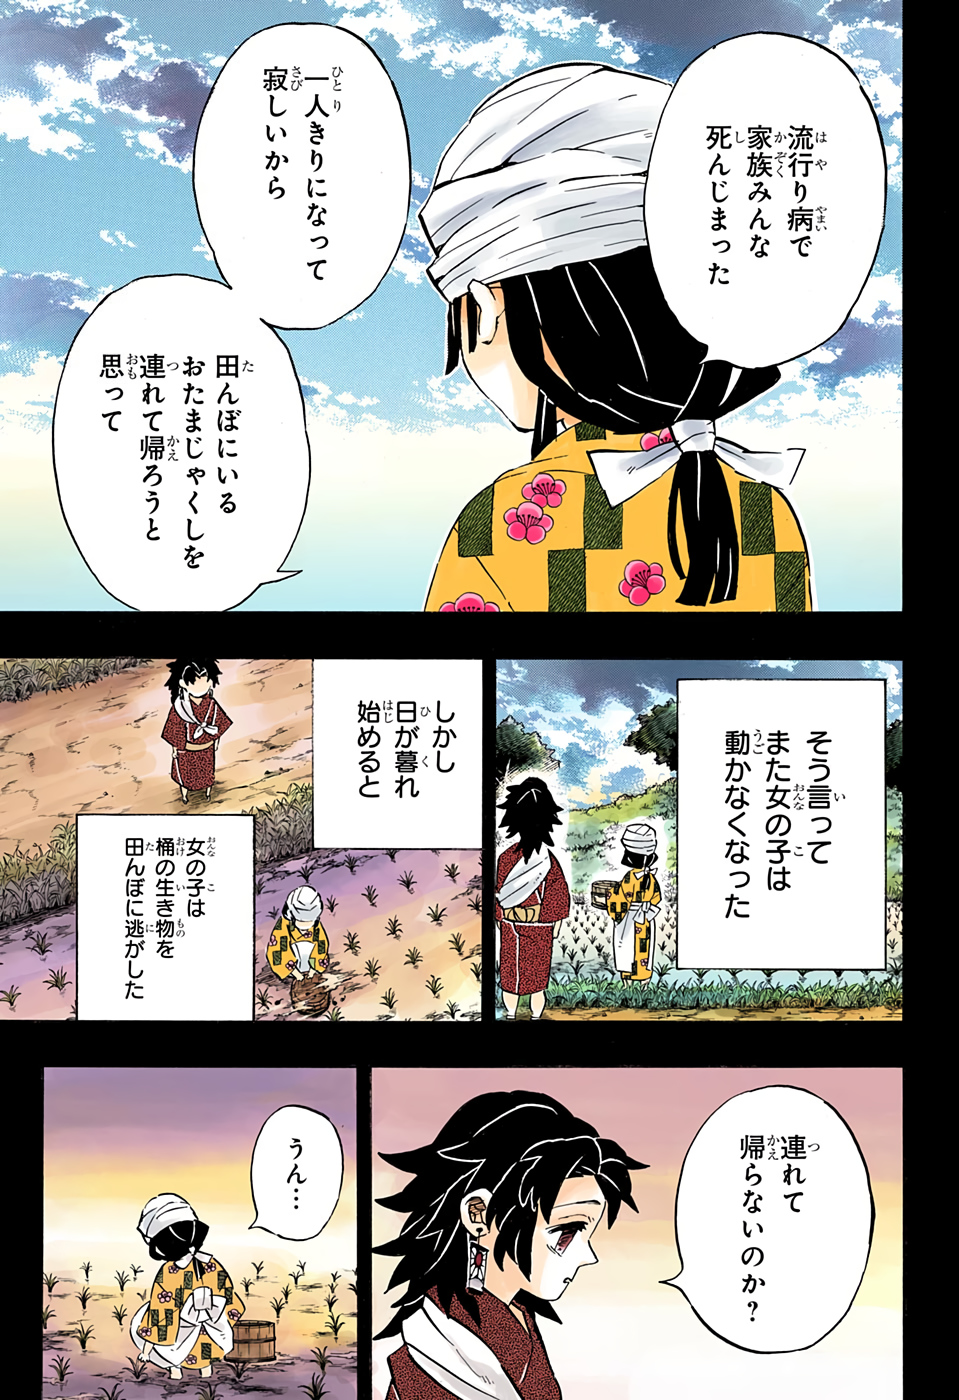 流行り病で
家族みんな
死んじまった
一人きりになって
寂しいから
田んぼにいる
おたまじゃくしを
連れて帰ろうと
思って
そう言って
また女の子は
動かなくなった
しかし
日が暮れ
始めると
女の子は
桶の生き物を
田んぼに逃がした
連れて
帰らないのか？
うん…